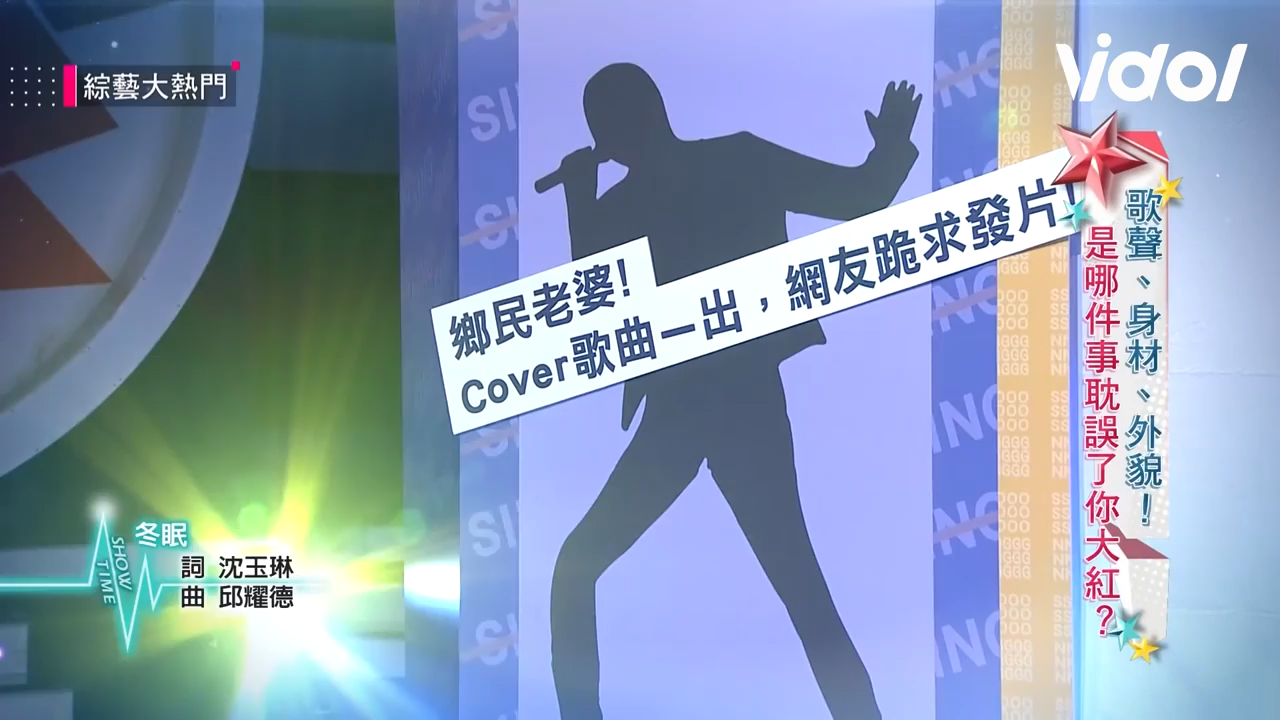 綜藝大熱門
Vidol
鄉民老婆!
Cover歌曲一出，網友跪求發片!
歌聲、身材、外貌！
是哪件事耽誤了你大紅？
SHOW TIME
冬眠
詞 沈玉琳
曲 邱耀德